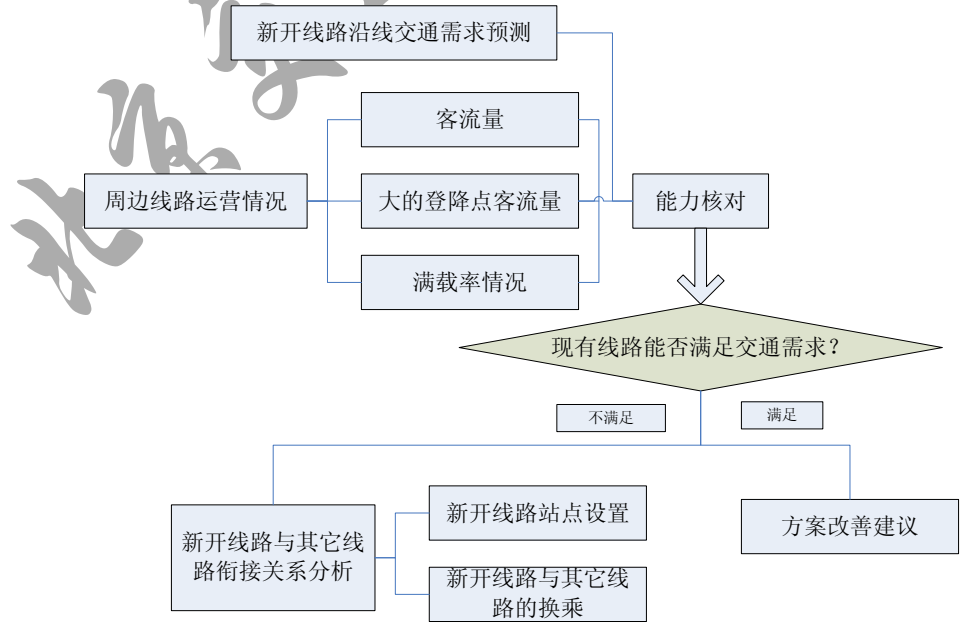 新开线路沿线交通需求预测
客流量
周边线路运营情况
大的登降点客流量
能力核对
满载率情况
现有线路能否满足交通需求？
不满足
满足
新开线路与其它线
路衔接关系分析
新开线路站点设置
方案改善建议
新开线路与其它线
路的换乘